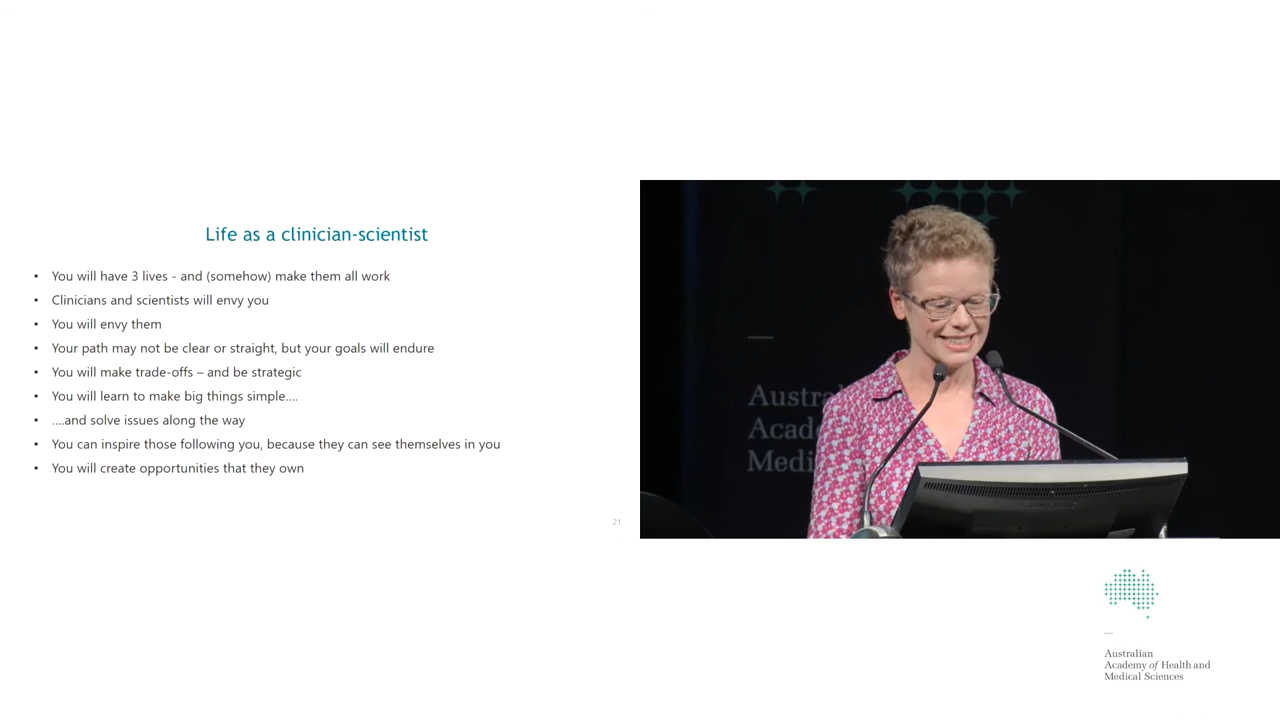 Life as a clinician-scientist
• You will have 3 lives - and (somehow) make them all work
• Clinicians and scientists will envy you
• You will envy them
• Your path may not be clear or straight, but your goals will endure
• You will make trade-offs – and be strategic
• You will learn to make big things simple....
• ....and solve issues along the way
• You can inspire those following you, because they can see themselves in you
• You will create opportunities that they own
21
Austra
Acade
Medi
Australian
Academy of Health and
Medical Sciences